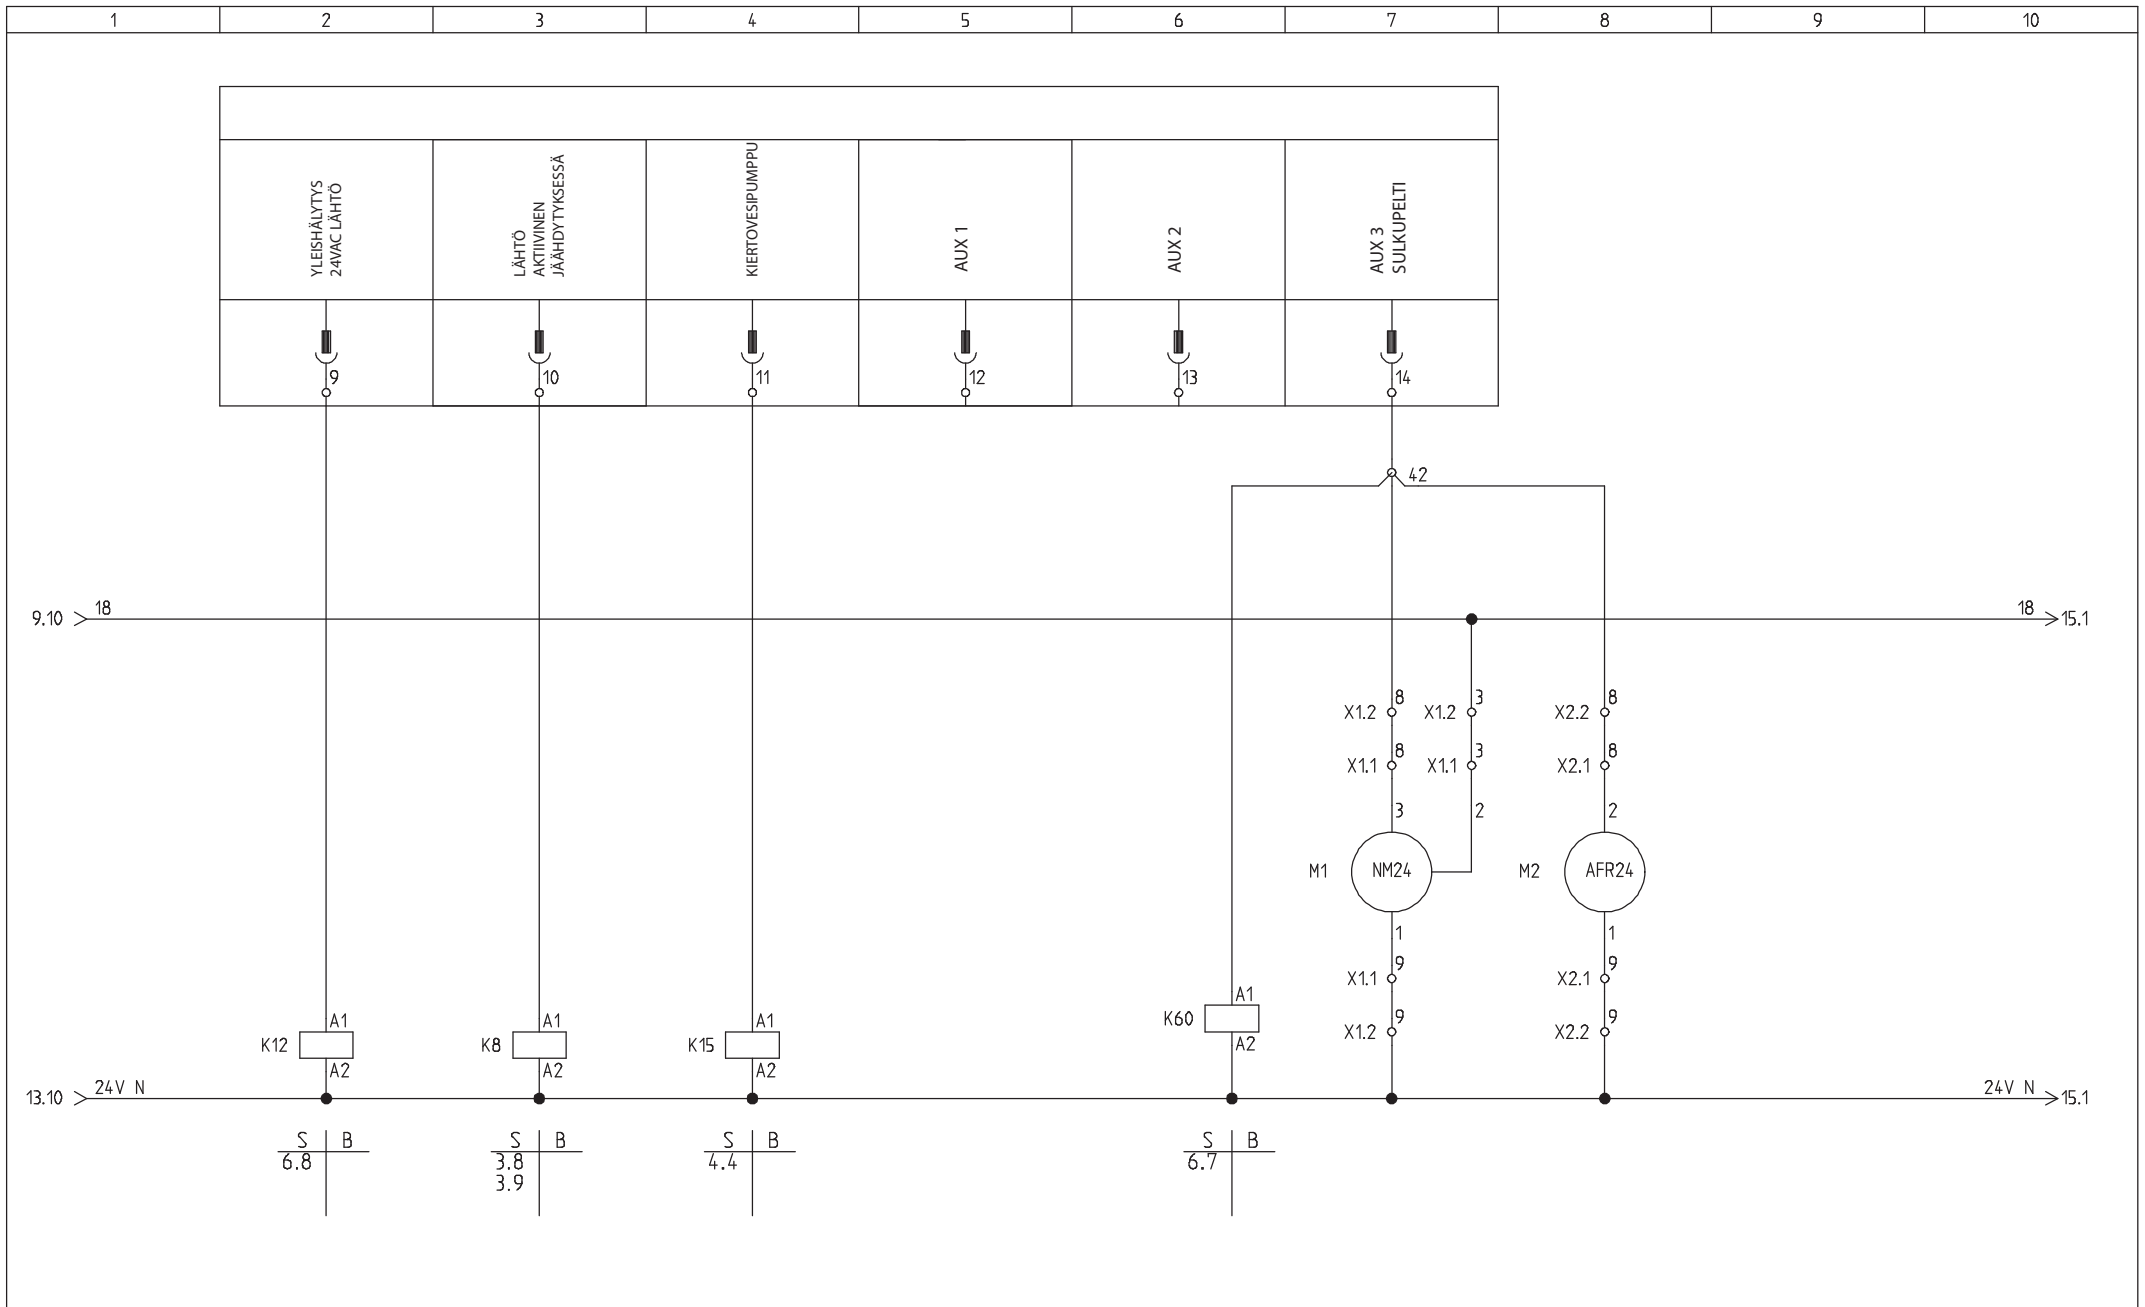 1 2 3 4 5 6 7 8 9 10
YLEISHÄLYTYS
24VAC LÄHTÖ
LÄHTÖ
AKTIIVINEN
JÄÄHDYTYKSESSÄ
KIERTOVESIPUMPPU
AUX 1
AUX 2
AUX 3
SULKUPELTI
9 10 11 12 13 14
42
9.10 18 18 15.1
8 3 8
X1.2 X1.2 X2.2
8 3 8
X1.1 X1.1 X2.1
3 2 2
M1 NM24 M2 AFR24
1 1
9 9
X1.1 X2.1
A1
K60
A2
9 9
X1.2 X2.2
A1 A1 A1
K12 K8 K15
A2 A2 A2
13.10 24V N 24V N 15.1
S B S B S B S B
6.8 3.8 4.4 6.7
3.9